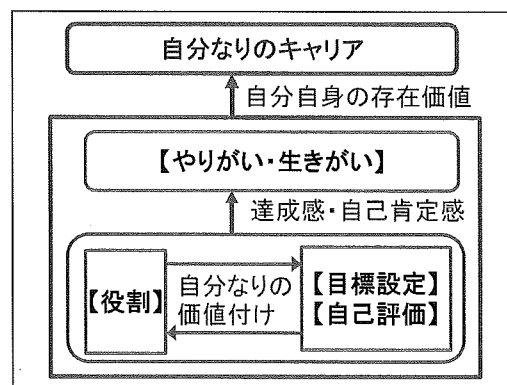 自分なりのキャリア
自分自身の存在価値
【やりがい・生きがい】
達成感・自己肯定感
【役割】
自分なりの
価値付け
【目標設定】
【自己評価】